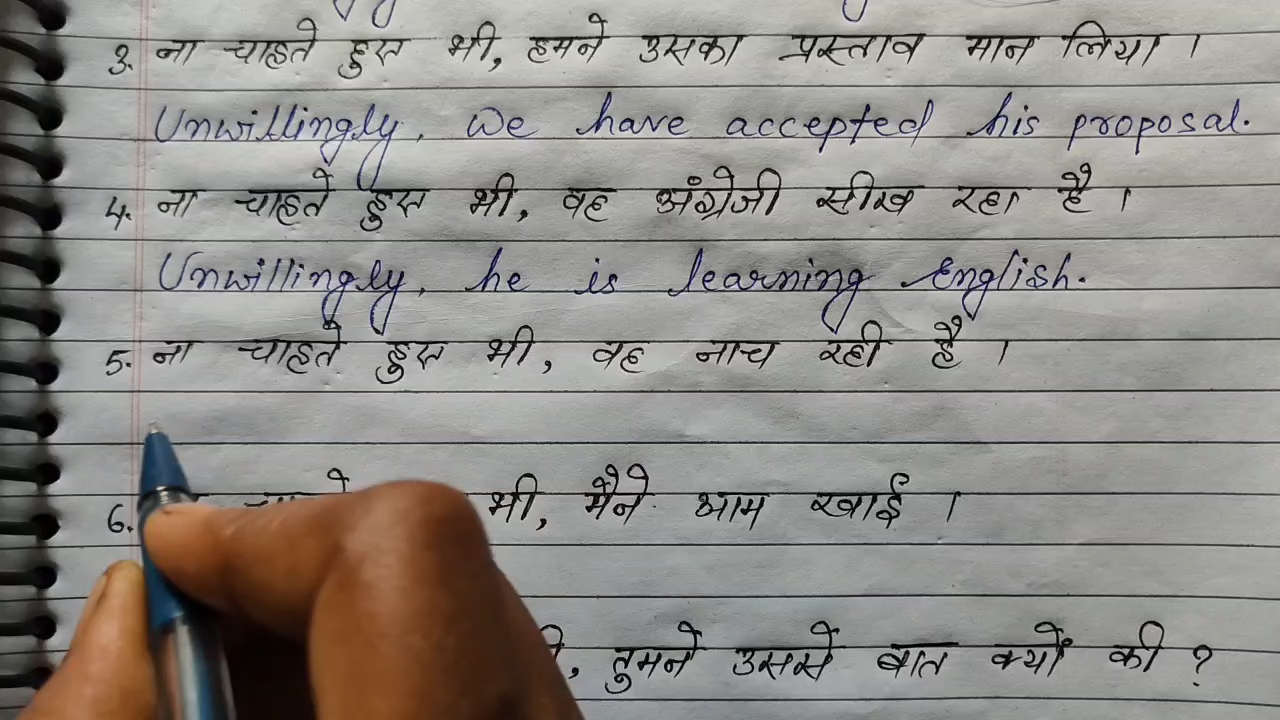 3. ना चाहते हुए भी, हमने उसका प्रस्ताव मान लिया ।
Unwillingly, we have accepted his proposal.
4. ना चाहते हुए भी, वह अंग्रेजी सीख रहा है ।
Unwillingly, he is learning English.
5. ना चाहते हुए भी, वह नाच रही है ।
6. भी, मैंने आम खाई ।
तुमने उससे बात क्यों की ?